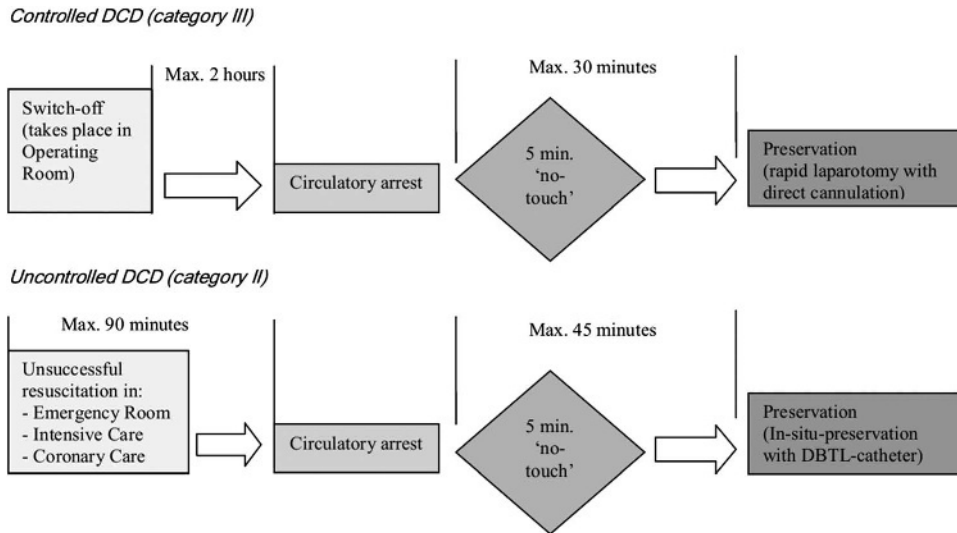 Controlled DCD (category III)
Max. 2 hours
Max. 30 minutes
Switch-off
(takes place in
Operating
Room)
Circulatory arrest
5 min.
‘no-
touch’
Preservation
(rapid laparotomy with
direct cannulation)
Uncontrolled DCD (category II)
Max. 90 minutes
Max. 45 minutes
Unsuccessful
resuscitation in:
- Emergency Room
- Intensive Care
- Coronary Care
Circulatory arrest
5 min.
‘no-
touch’
Preservation
(In-situ-preservation
with DBTL-catheter)